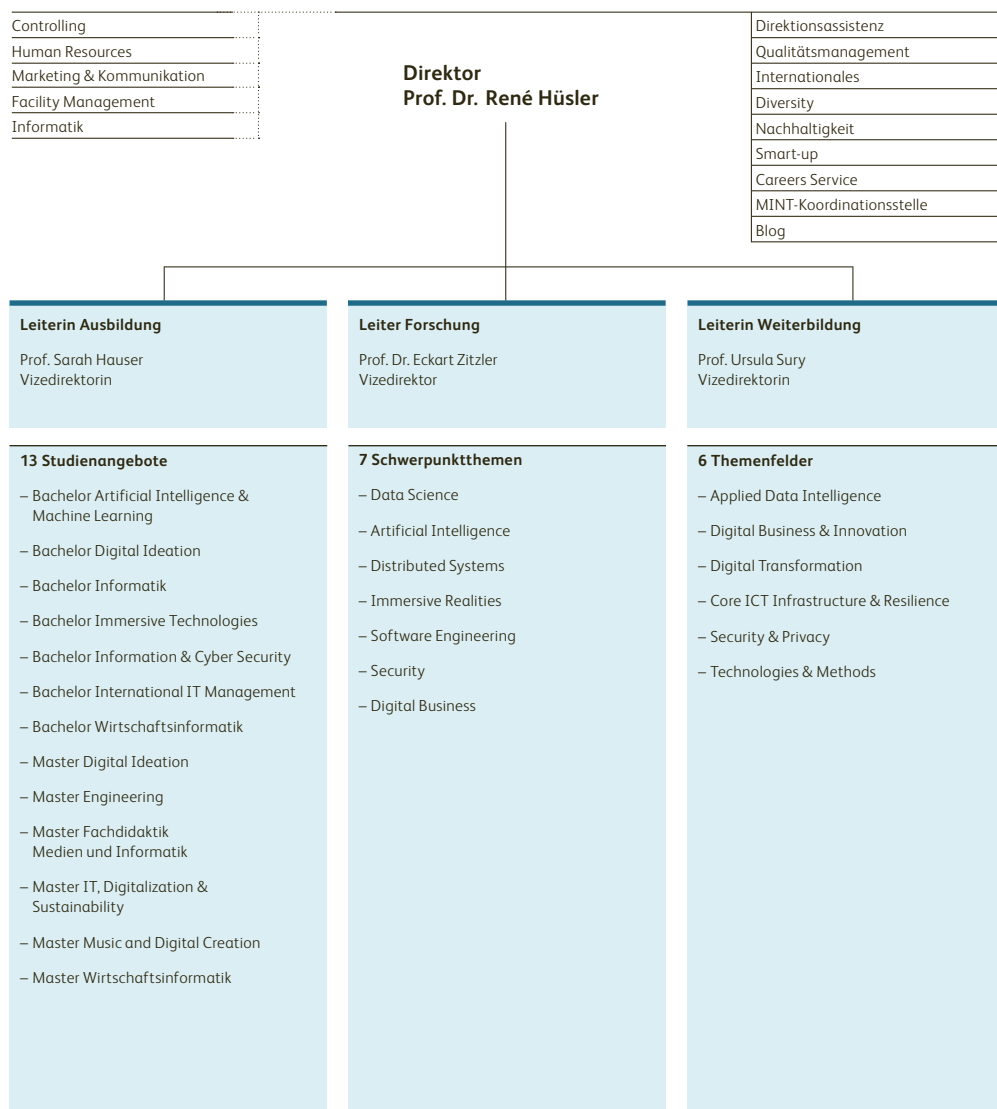 Controlling
Human Resources
Marketing & Kommunikation
Facility Management
Informatik
Direktor
Prof. Dr. René Hüsler
Direktionsassistenz
Qualitätsmanagement
Internationales
Diversity
Nachhaltigkeit
Smart-up
Careers Service
MINT-Koordinationsstelle
Blog
Leiterin Ausbildung
Prof. Sarah Hauser
Vizedirektorin
Leiter Forschung
Prof. Dr. Eckart Zitzler
Vizedirektor
Leiterin Weiterbildung
Prof. Ursula Sury
Vizedirektorin
13 Studienangebote
– Bachelor Artificial Intelligence &
Machine Learning
– Bachelor Digital Ideation
– Bachelor Informatik
– Bachelor Immersive Technologies
– Bachelor Information & Cyber Security
– Bachelor International IT Management
– Bachelor Wirtschaftsinformatik
– Master Digital Ideation
– Master Engineering
– Master Fachdidaktik
Medien und Informatik
– Master IT, Digitalization &
Sustainability
– Master Music and Digital Creation
– Master Wirtschaftsinformatik
7 Schwerpunktthemen
– Data Science
– Artificial Intelligence
– Distributed Systems
– Immersive Realities
– Software Engineering
– Security
– Digital Business
6 Themenfelder
– Applied Data Intelligence
– Digital Business & Innovation
– Digital Transformation
– Core ICT Infrastructure & Resilience
– Security & Privacy
– Technologies & Methods